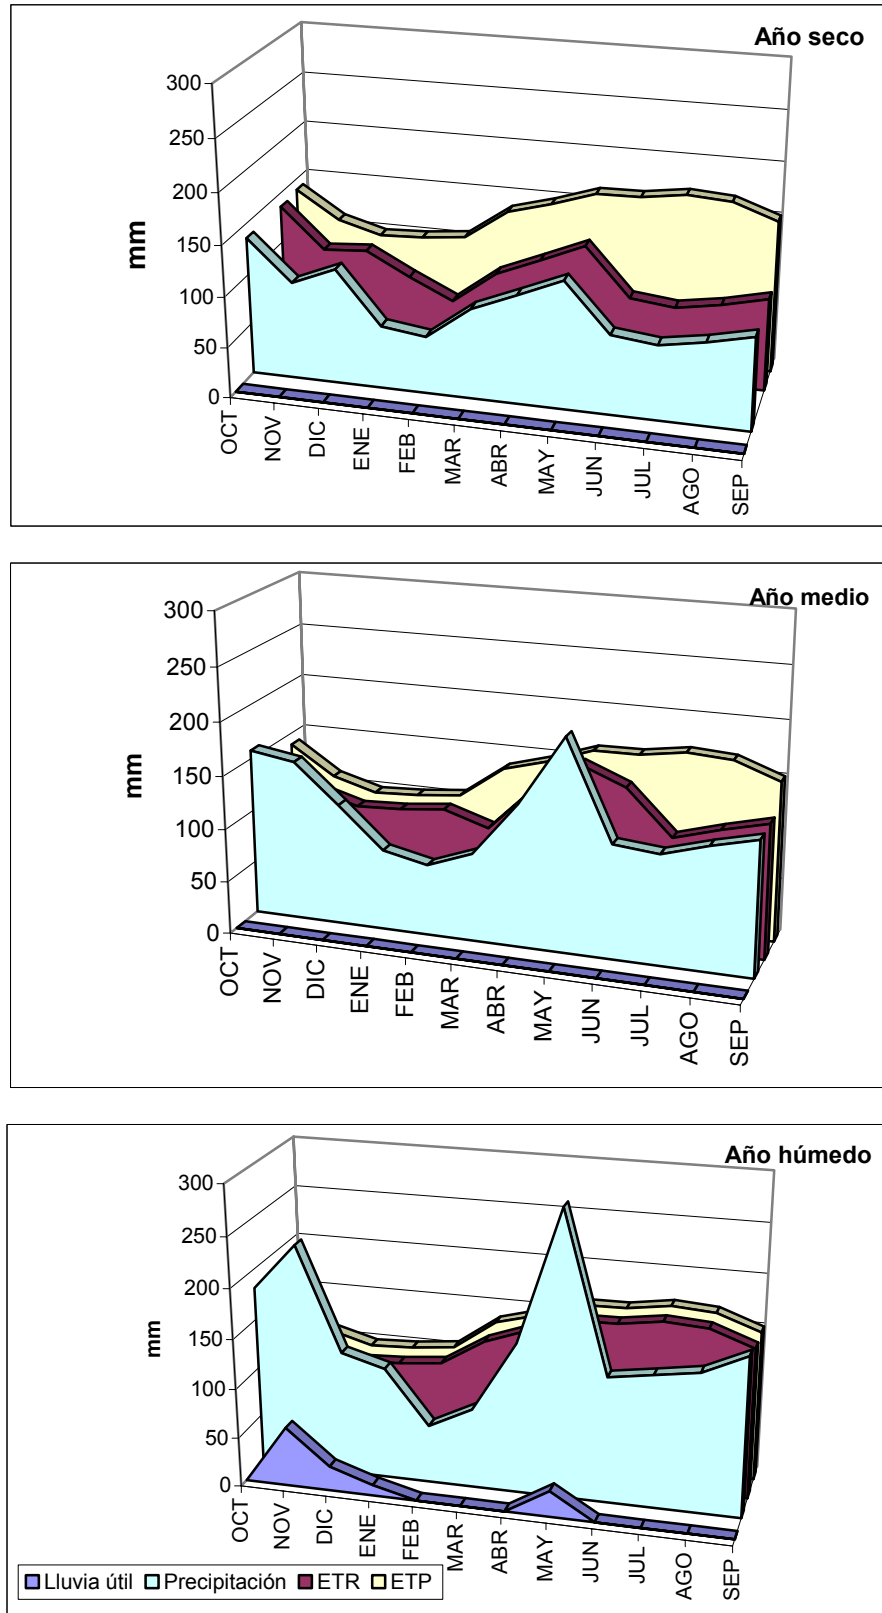 Año seco
300
250
200
150
100
50
0
mm
OCT
NOV
DIC
ENE
FEB
MAR
ABR
MAY
JUN
JUL
AGO
SEP
Año medio
300
250
200
150
100
50
0
mm
OCT
NOV
DIC
ENE
FEB
MAR
ABR
MAY
JUN
JUL
AGO
SEP
Año húmedo
300
250
200
150
100
50
0
mm
OCT
NOV
DIC
ENE
FEB
MAR
ABR
MAY
JUN
JUL
AGO
SEP
Lluvia útil Precipitación ETR ETP